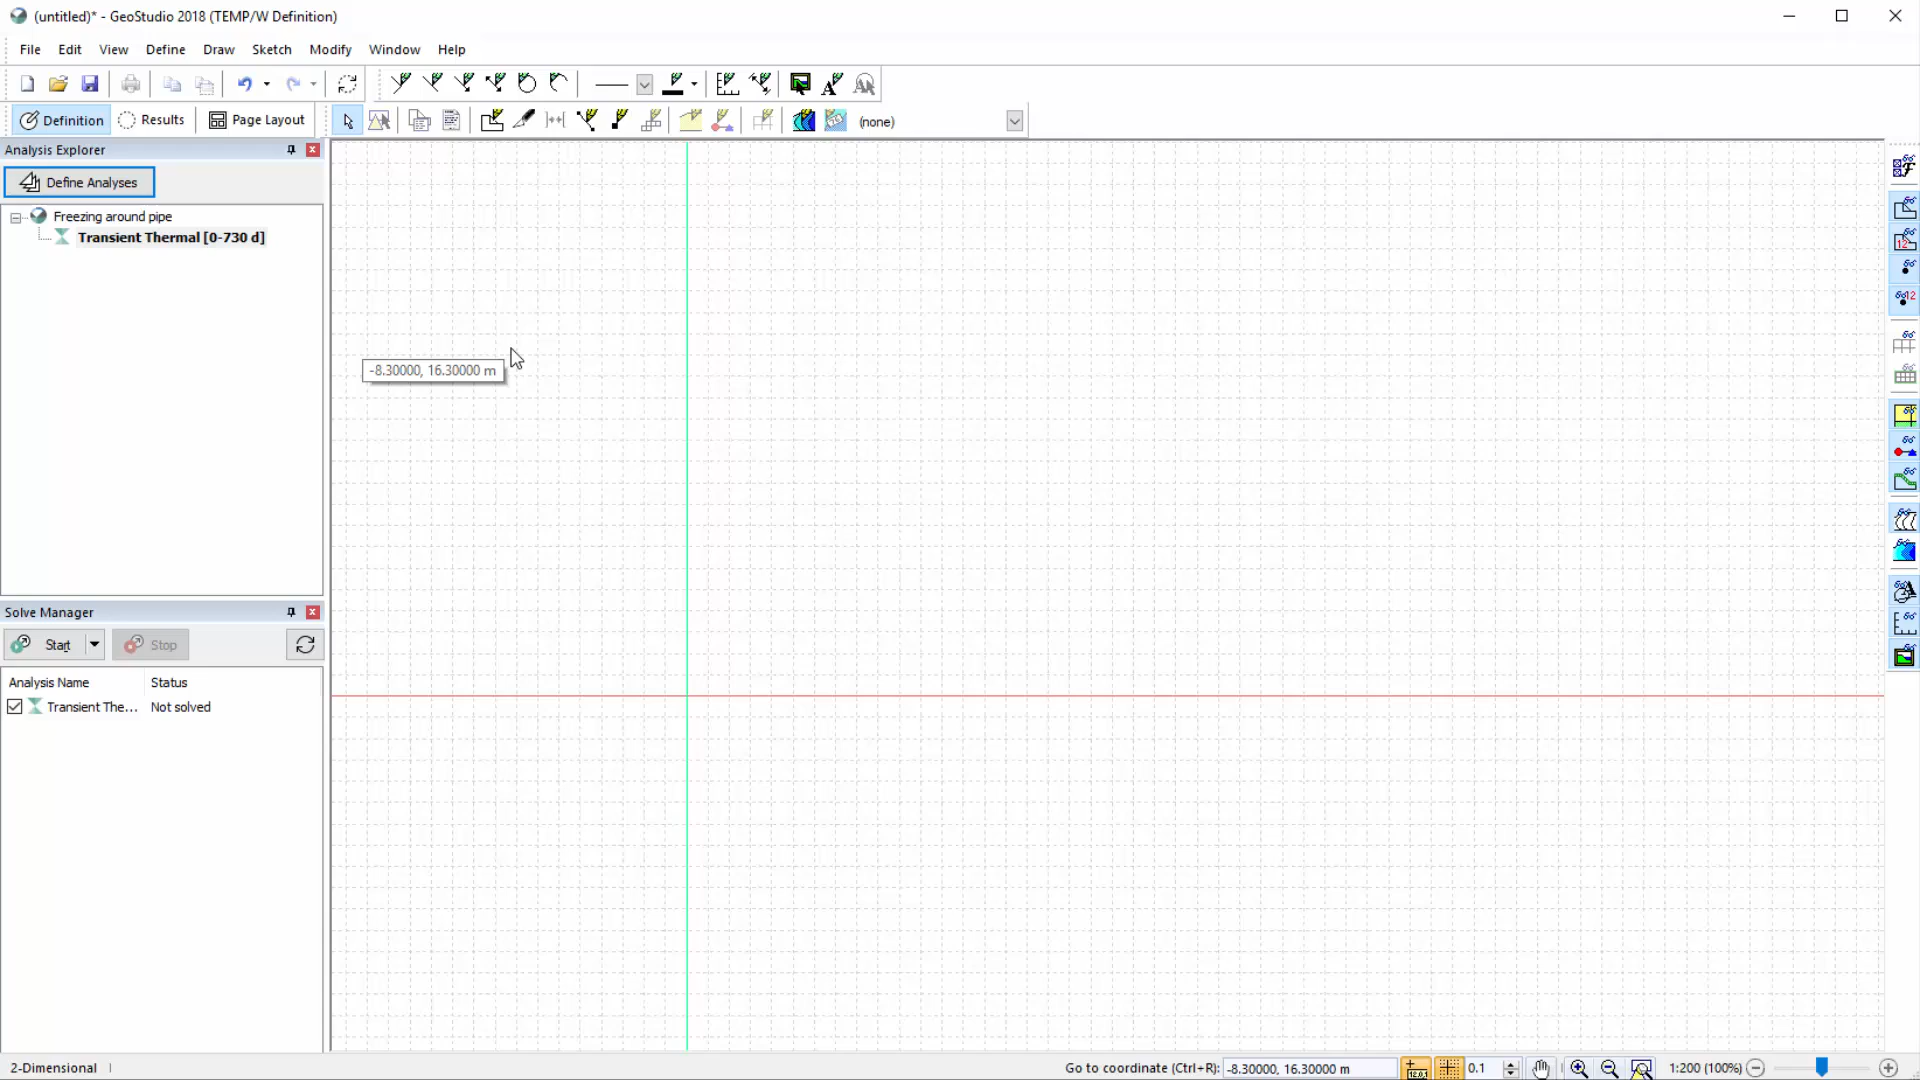 (untitled)* - GeoStudio 2018 (TEMP/W Definition)
File Edit View Define Draw Sketch Modify Window Help
Definition Results Page Layout (none)
Analysis Explorer
Define Analyses
Freezing around pipe
Transient Thermal [0-730 d]
-8.30000, 16.30000 m
Solve Manager
Start Stop
Analysis Name Status
Transient The... Not solved
2-Dimensional Go to coordinate (Ctrl+R): -8.30000, 16.30000 m 0.1 1:200 (100%)